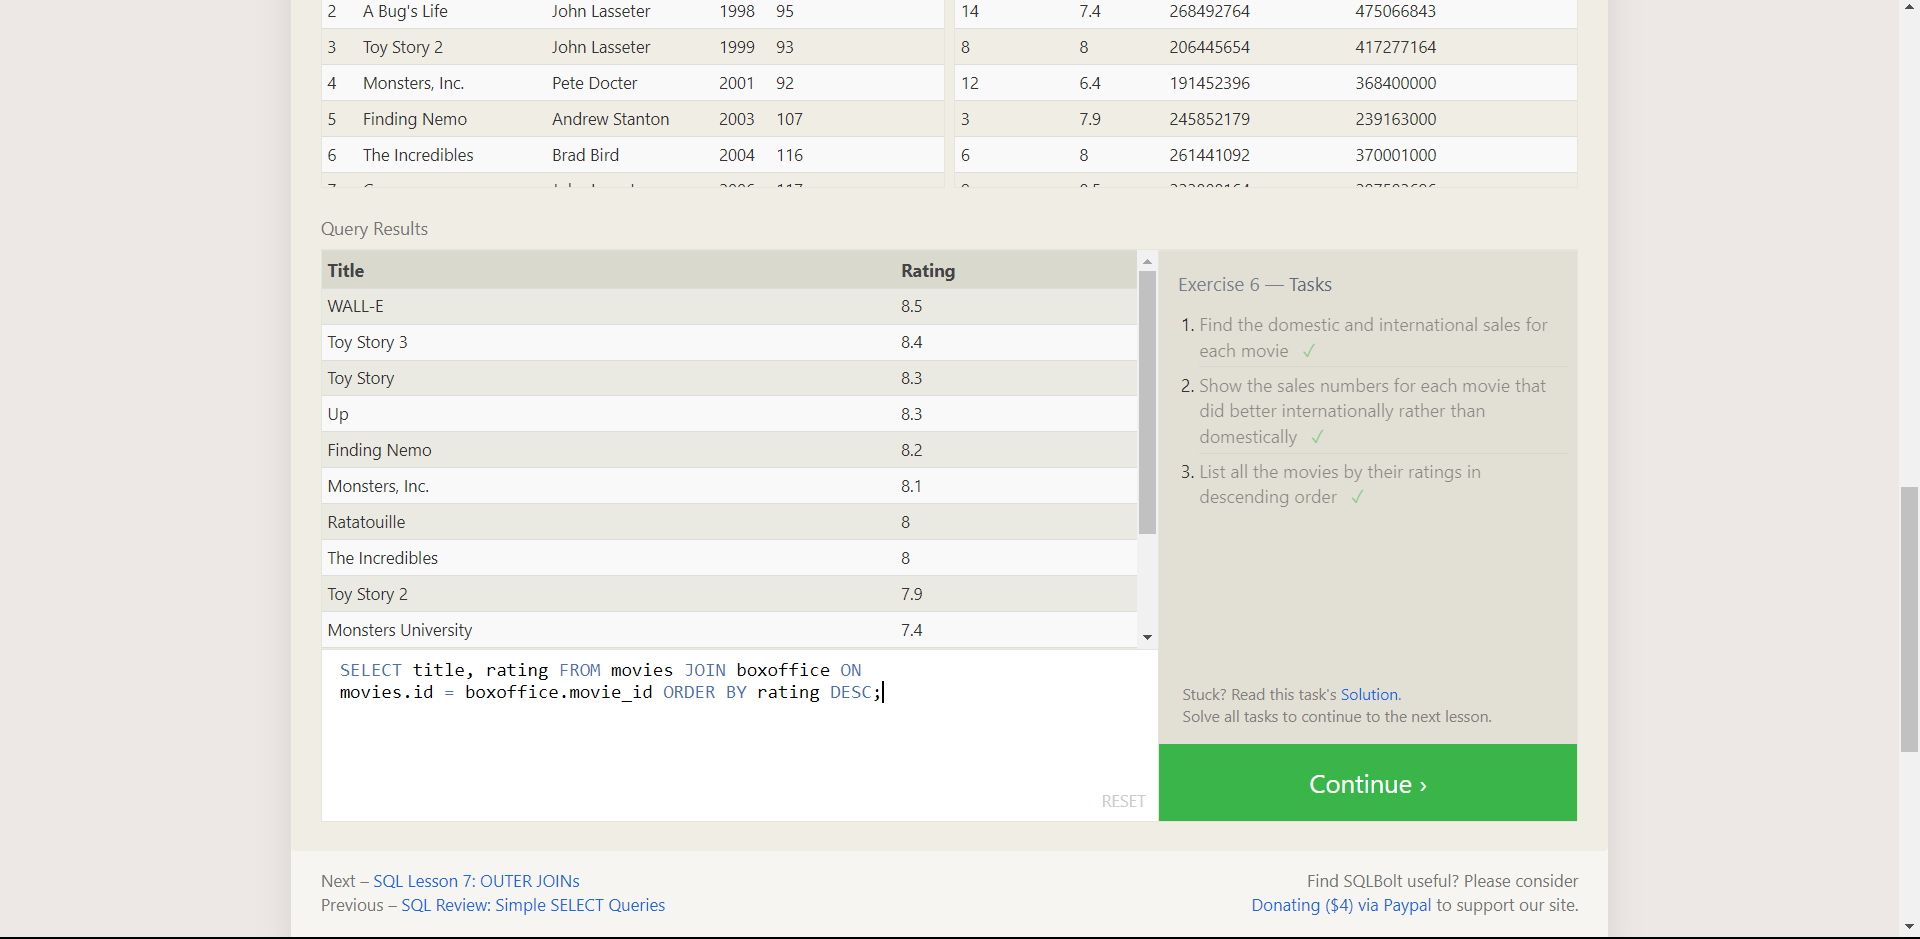 2 A Bug's Life John Lasseter 1998 95
3 Toy Story 2 John Lasseter 1999 93
4 Monsters, Inc. Pete Docter 2001 92
5 Finding Nemo Andrew Stanton 2003 107
6 The Incredibles Brad Bird 2004 116
14 7.4 268492764 475066843
8 8 206445654 417277164
12 6.4 191452396 368400000
3 7.9 245852179 239163000
6 8 261441092 370001000
Query Results
Title Rating
WALL-E 8.5
Toy Story 3 8.4
Toy Story 8.3
Up 8.3
Finding Nemo 8.2
Monsters, Inc. 8.1
Ratatouille 8
The Incredibles 8
Toy Story 2 7.9
Monsters University 7.4
SELECT title, rating FROM movies JOIN boxoffice ON
movies.id = boxoffice.movie_id ORDER BY rating DESC;
RESET
Exercise 6 — Tasks
1. Find the domestic and international sales for
each movie ✓
2. Show the sales numbers for each movie that
did better internationally rather than
domestically ✓
3. List all the movies by their ratings in
descending order ✓
Stuck? Read this task's Solution.
Solve all tasks to continue to the next lesson.
Continue ›
Next – SQL Lesson 7: OUTER JOINs
Previous – SQL Review: Simple SELECT Queries
Find SQLBolt useful? Please consider
Donating ($4) via Paypal to support our site.